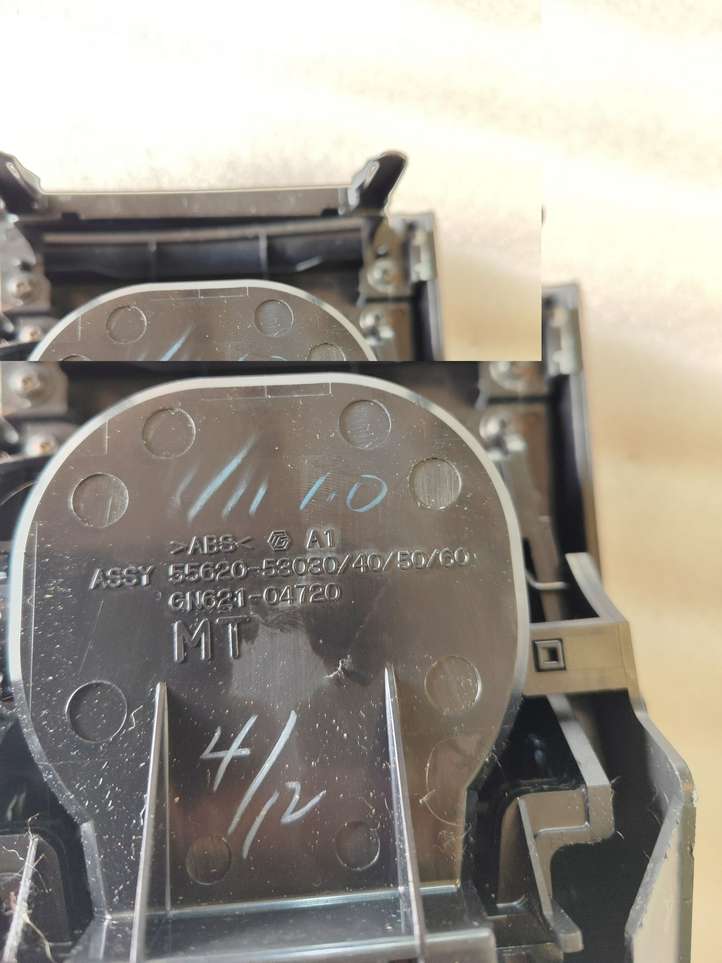 >ABS< A1
ASSY 55620-53030/40/50/60
GN621-04720
MT
4/12